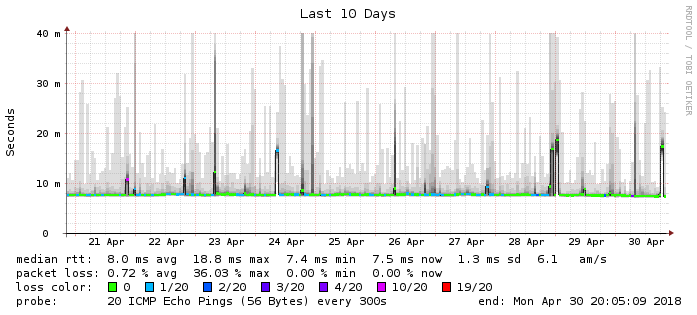 Last 10 Days
RRDTOOL / TOBI OETIKER
Seconds
40 m
30 m
20 m
10 m
0
21 Apr 22 Apr 23 Apr 24 Apr 25 Apr 26 Apr 27 Apr 28 Apr 29 Apr 30 Apr
median rtt: 8.0 ms avg 18.8 ms max 7.4 ms min 7.5 ms now 1.3 ms sd 6.1 am/s
packet loss: 0.72 % avg 36.03 % max 0.00 % min 0.00 % now
loss color: 0 1/20 2/20 3/20 4/20 10/20 19/20
probe: 20 ICMP Echo Pings (56 Bytes) every 300s end: Mon Apr 30 20:05:09 2018